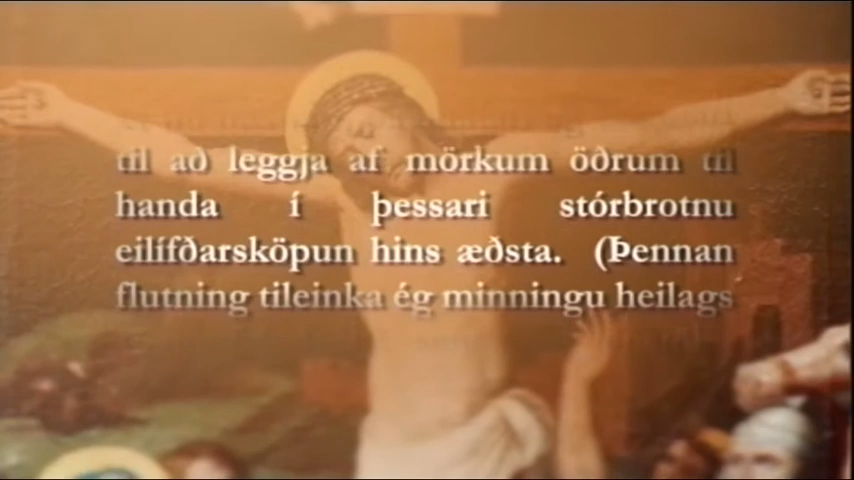 til að leggja af mörkum öðrum til
handa í þessari stórbrotnu
eilífðarsköpun hins æðsta. (Þennan
flutning tileinka ég minningu heilags